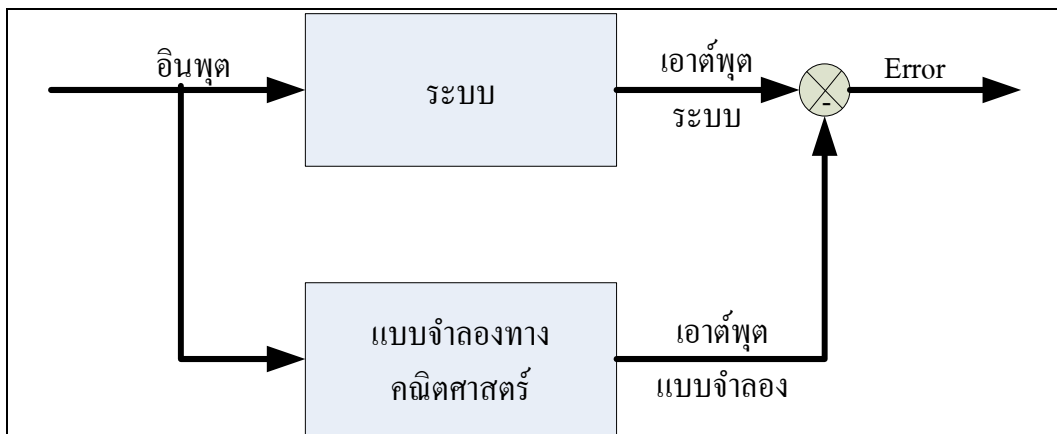 อินพุต
ระบบ
เอาต์พุต
ระบบ
Error
-
แบบจำลองทาง
คณิตศาสตร์
เอาต์พุต
แบบจำลอง